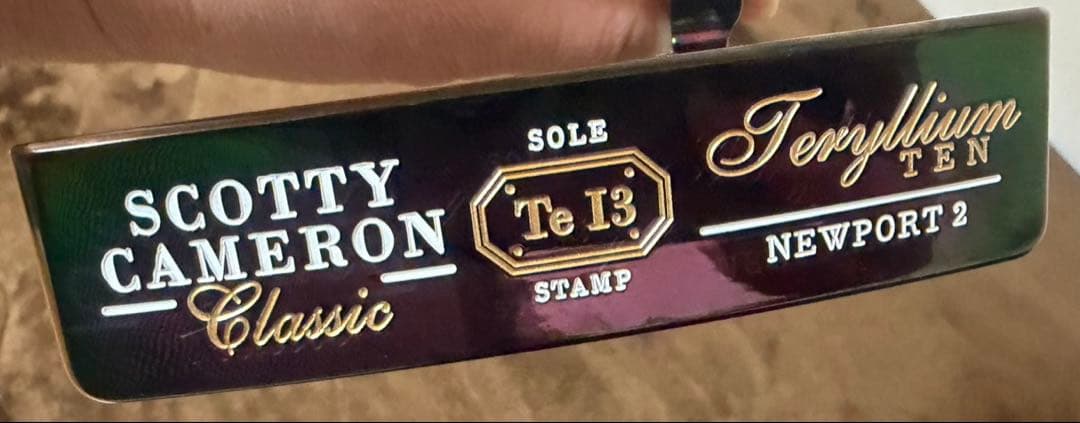 SCOTTY
CAMERON
Classic
SOLE
Te I3
STAMP
Teryllium
TEN
NEWPORT 2